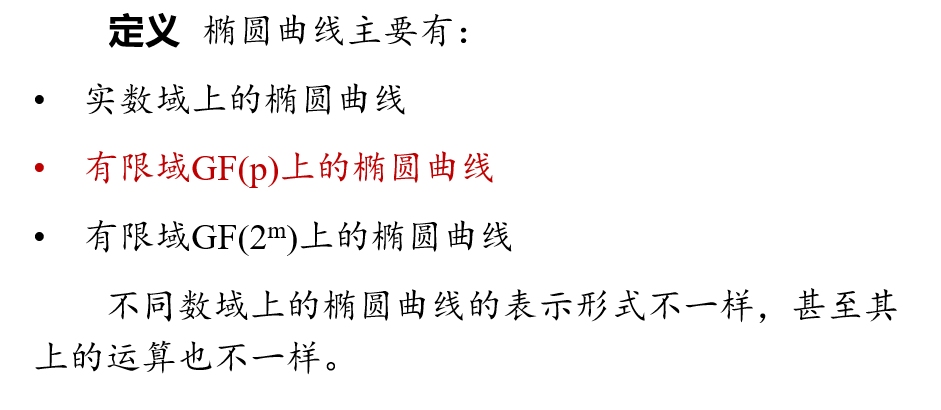 定义 椭圆曲线主要有：
• 实数域上的椭圆曲线
• 有限域GF(p)上的椭圆曲线
• 有限域GF(2ᵐ)上的椭圆曲线
不同数域上的椭圆曲线的表示形式不一样，甚至其
上的运算也不一样。